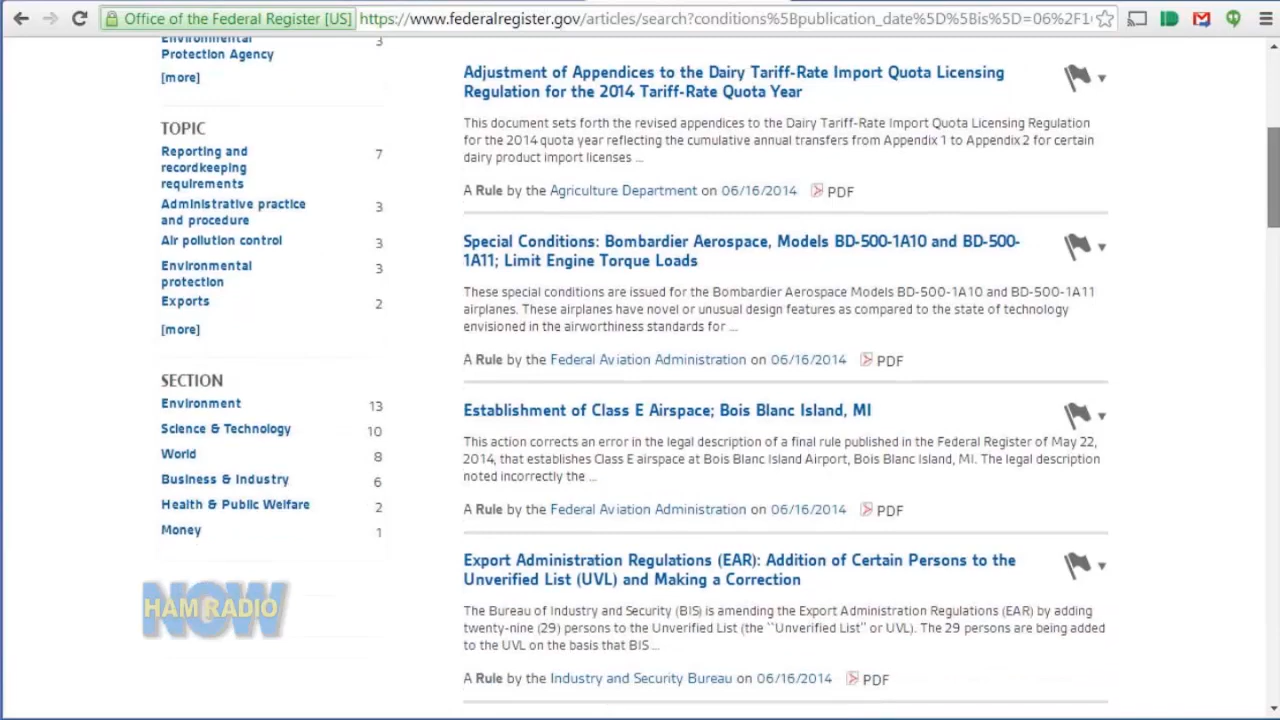 Office of the Federal Register [US] https://www.federalregister.gov/articles/search?conditions%5Bpublication_date%5D%5Bis%5D=06%2F1
Environmental 3
Protection Agency
[more]
TOPIC
Reporting and 7
recordkeeping
requirements
Administrative practice 3
and procedure
Air pollution control 3
Environmental 3
protection
Exports 2
[more]
SECTION
Environment 13
Science & Technology 10
World 8
Business & Industry 6
Health & Public Welfare 2
Money 1
HAM RADIO
NOW
Adjustment of Appendices to the Dairy Tariff-Rate Import Quota Licensing
Regulation for the 2014 Tariff-Rate Quota Year
This document sets forth the revised appendices to the Dairy Tariff-Rate Import Quota Licensing Regulation
for the 2014 quota year reflecting the cumulative annual transfers from Appendix 1 to Appendix 2 for certain
dairy product import licenses ...
A Rule by the Agriculture Department on 06/16/2014 PDF
Special Conditions: Bombardier Aerospace, Models BD-500-1A10 and BD-500-
1A11; Limit Engine Torque Loads
These special conditions are issued for the Bombardier Aerospace Models BD-500-1A10 and BD-500-1A11
airplanes. These airplanes have novel or unusual design features as compared to the state of technology
envisioned in the airworthiness standards for ...
A Rule by the Federal Aviation Administration on 06/16/2014 PDF
Establishment of Class E Airspace; Bois Blanc Island, MI
This action corrects an error in the legal description of a final rule published in the Federal Register of May 22,
2014, that establishes Class E airspace at Bois Blanc Island Airport, Bois Blanc Island, MI. The legal description
noted incorrectly the ...
A Rule by the Federal Aviation Administration on 06/16/2014 PDF
Export Administration Regulations (EAR): Addition of Certain Persons to the
Unverified List (UVL) and Making a Correction
The Bureau of Industry and Security (BIS) is amending the Export Administration Regulations (EAR) by adding
twenty-nine (29) persons to the Unverified List (the ``Unverified List'' or UVL). The 29 persons are being added
to the UVL on the basis that BIS ...
A Rule by the Industry and Security Bureau on 06/16/2014 PDF